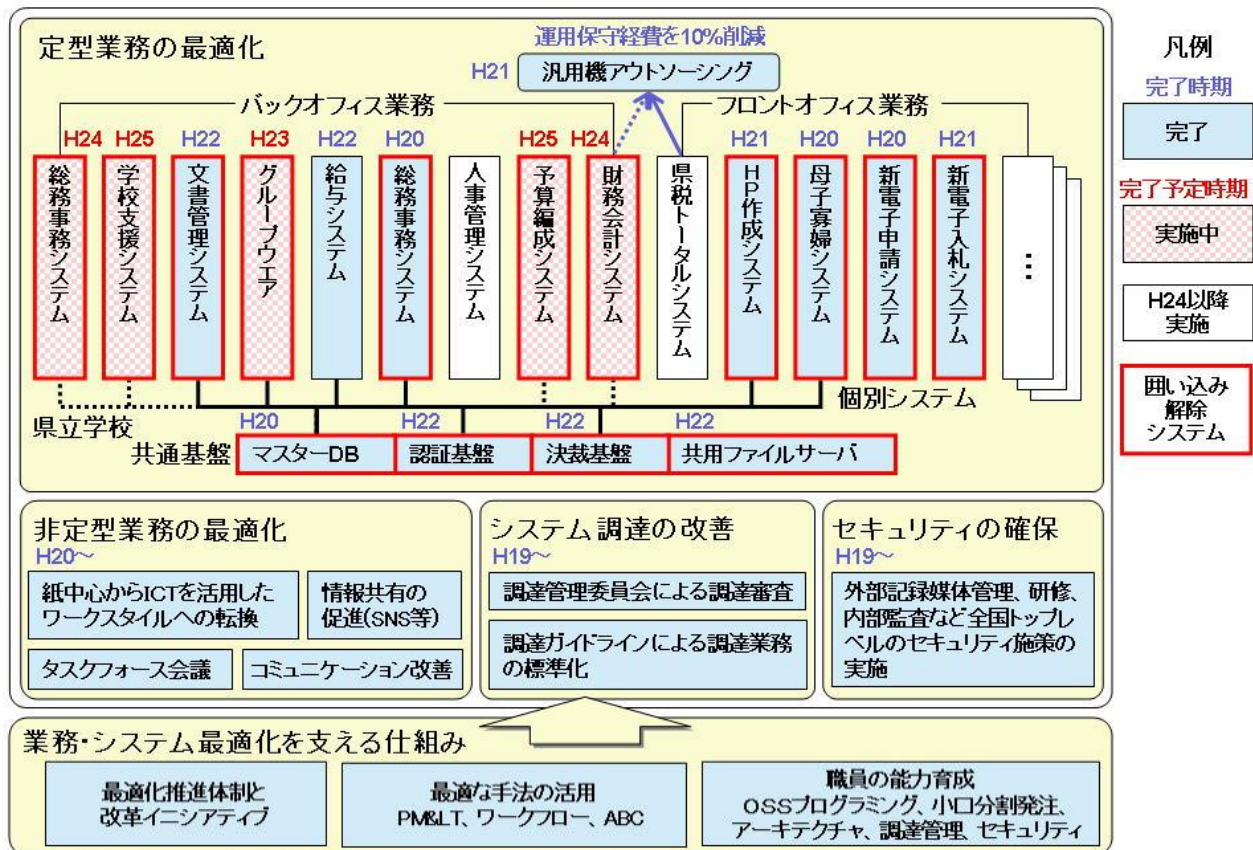 定型業務の最適化
運用保守経費を10%削減
H21
汎用機アウトソーシング
バックオフィス業務
フロントオフィス業務
H24
H25
H22
H23
H22
H20
H25
H24
H21
H20
H20
H21
総務事務システム
学校支援システム
文書管理システム
グループウエア
給与システム
総務事務システム
人事管理システム
予算編成システム
財務会計システム
県税トータルシステム
HP作成システム
母子寡婦システム
新電子申請システム
新電子入札システム
…
個別システム
県立学校
H20
H22
H22
H22
共通基盤
マスターDB
認証基盤
決裁基盤
共用ファイルサーバ
凡例
完了時期
完了
完了予定時期
実施中
H24以降
実施
囲い込み
解除
システム
非定型業務の最適化
H20～
紙中心からICTを活用した
ワークスタイルへの転換
情報共有の
促進(SNS等)
タスクフォース会議
コミュニケーション改善
システム調達の改善
H19～
調達管理委員会による調達審査
調達ガイドラインによる調達業務
の標準化
セキュリティの確保
H19～
外部記録媒体管理、研修、
内部監査など全国トップレ
ベルのセキュリティ施策の
実施
業務・システム最適化を支える仕組み
最適化推進体制と
改革イニシアティブ
最適な手法の活用
PM&LT、ワークフロー、ABC
職員の能力育成
OSSプログラミング、小口分割発注、
アーキテクチャ、調達管理、セキュリティ